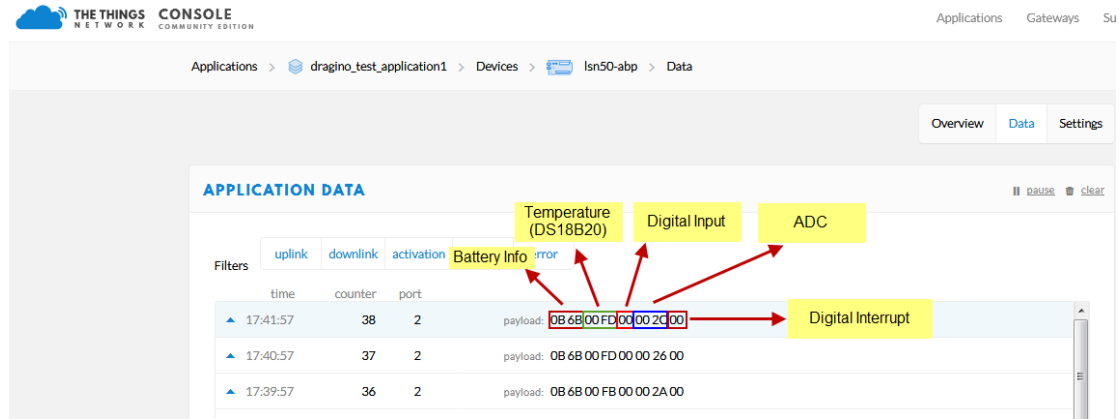 THE THINGS CONSOLE
NETWORK COMMUNITY EDITION
Applications Gateways Su
Applications > dragino_test_application1 > Devices > lsn50-abp > Data
Overview Data Settings
APPLICATION DATA
pause clear
Temperature
(DS18B20)
Digital Input
ADC
Filters uplink downlink activation Battery Info error
time counter port
17:41:57 38 2 payload: 0B 6B 00 FD 00 00 2C 00 Digital Interrupt
17:40:57 37 2 payload: 0B 6B 00 FD 00 00 26 00
17:39:57 36 2 payload: 0B 6B 00 FB 00 00 2A 00